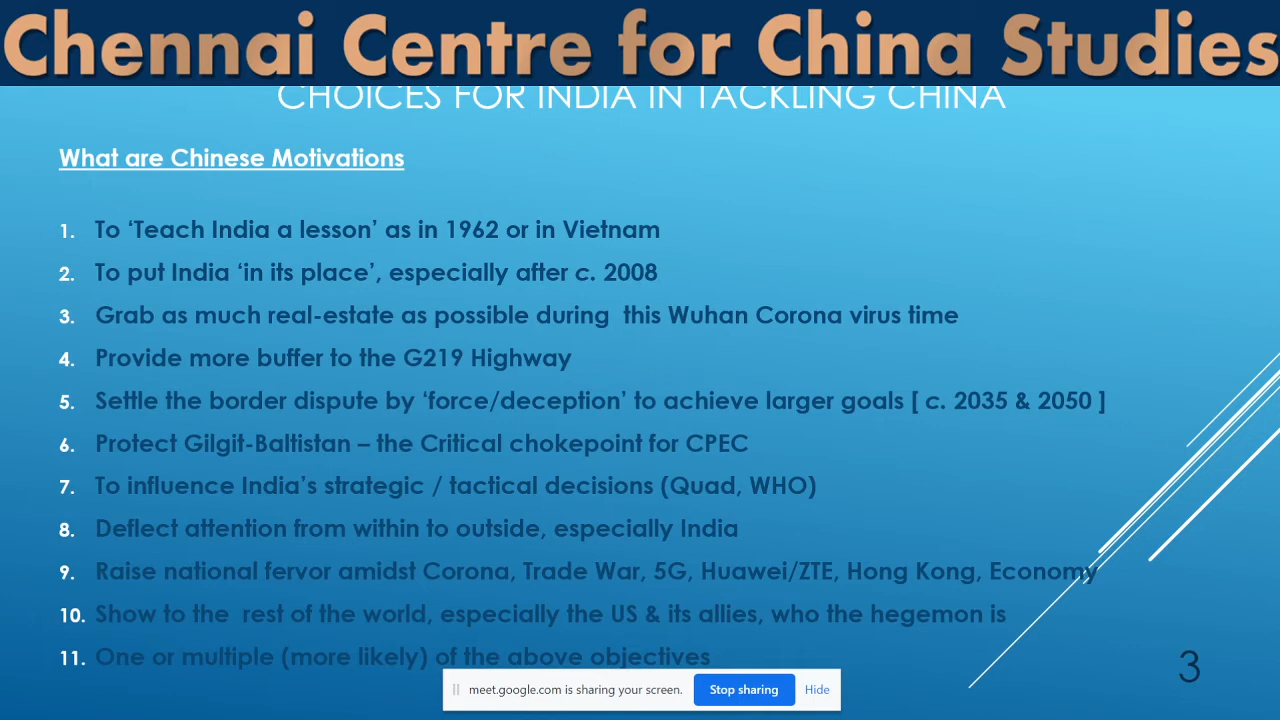 Chennai Centre for China Studies
CHOICES FOR INDIA IN TACKLING CHINA
What are Chinese Motivations
1. To ‘Teach India a lesson’ as in 1962 or in Vietnam
2. To put India ‘in its place’, especially after c. 2008
3. Grab as much real-estate as possible during  this Wuhan Corona virus time
4. Provide more buffer to the G219 Highway
5. Settle the border dispute by ‘force/deception’ to achieve larger goals [ c. 2035 & 2050 ]
6. Protect Gilgit-Baltistan – the Critical chokepoint for CPEC
7. To influence India’s strategic / tactical decisions (Quad, WHO)
8. Deflect attention from within to outside, especially India
9. Raise national fervor amidst Corona, Trade War, 5G, Huawei/ZTE, Hong Kong, Economy
10. Show to the  rest of the world, especially the US & its allies, who the hegemon is
11. One or multiple (more likely) of the above objectives
3
meet.google.com is sharing your screen. Stop sharing Hide